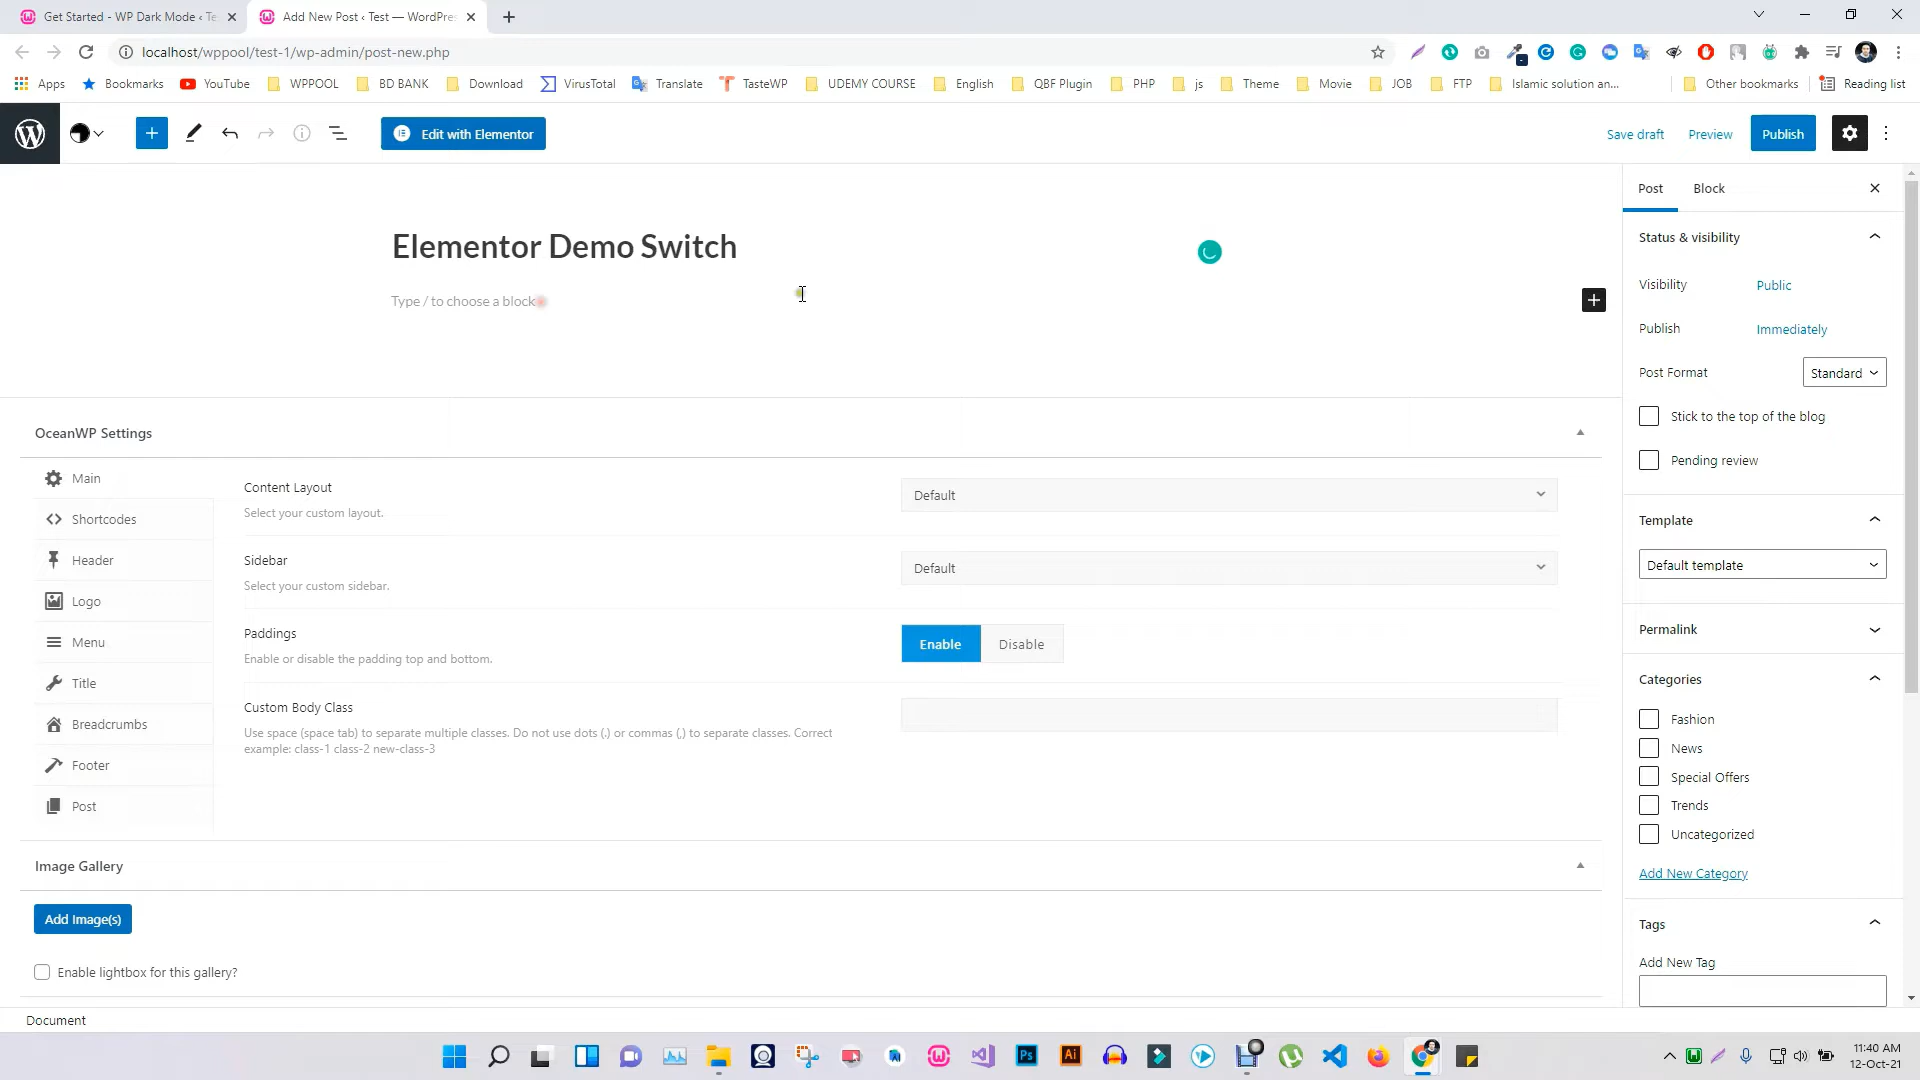 Get Started - WP Dark Mode ‹ Te
Add New Post ‹ Test — WordPres
localhost/wppool/test-1/wp-admin/post-new.php
Apps Bookmarks YouTube WPPOOL BD BANK Download VirusTotal Translate TasteWP UDEMY COURSE English QBF Plugin PHP js Theme Movie JOB FTP Islamic solution an... Other bookmarks Reading list
Edit with Elementor Save draft Preview Publish
Post Block
Elementor Demo Switch
Type / to choose a block
Status & visibility
Visibility Public
Publish Immediately
Post Format Standard
Stick to the top of the blog
Pending review
Template
Default template
Permalink
Categories
Fashion
News
Special Offers
Trends
Uncategorized
Add New Category
Tags
Add New Tag
OceanWP Settings
Main
Shortcodes
Header
Logo
Menu
Title
Breadcrumbs
Footer
Post
Content Layout Default
Select your custom layout.
Sidebar Default
Select your custom sidebar.
Paddings Enable Disable
Enable or disable the padding top and bottom.
Custom Body Class
Use space (space tab) to separate multiple classes. Do not use dots (.) or commas (,) to separate classes. Correct
example: class-1 class-2 new-class-3
Image Gallery
Add Image(s)
Enable lightbox for this gallery?
Document
Ps Ai
11:40 AM
12-Oct-21